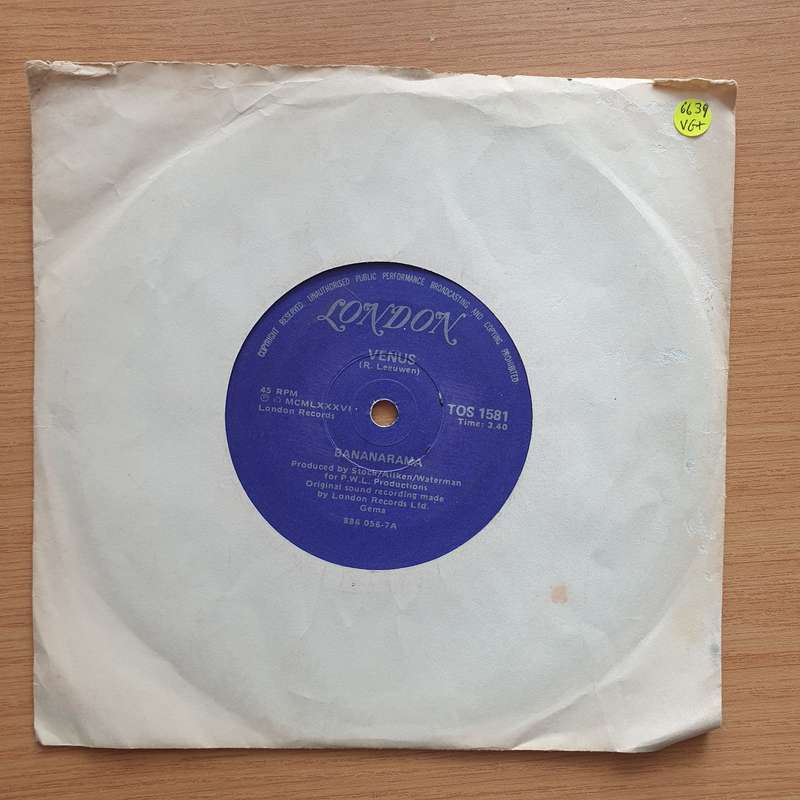 6639
VG+
COPYRIGHT RESERVED. UNAUTHORISED PUBLIC PERFORMANCE BROADCASTING AND COPYING PROHIBITED
LONDON
VENUS
(R. Leeuwen)
45 RPM
Ⓟ © MCMLXXXVI
London Records
TOS 1581
Time: 3.40
BANANARAMA
Produced by Stock/Aitken/Waterman
for P.W.L. Productions
Original sound recording made
by London Records Ltd.
Gema
886 056-7A